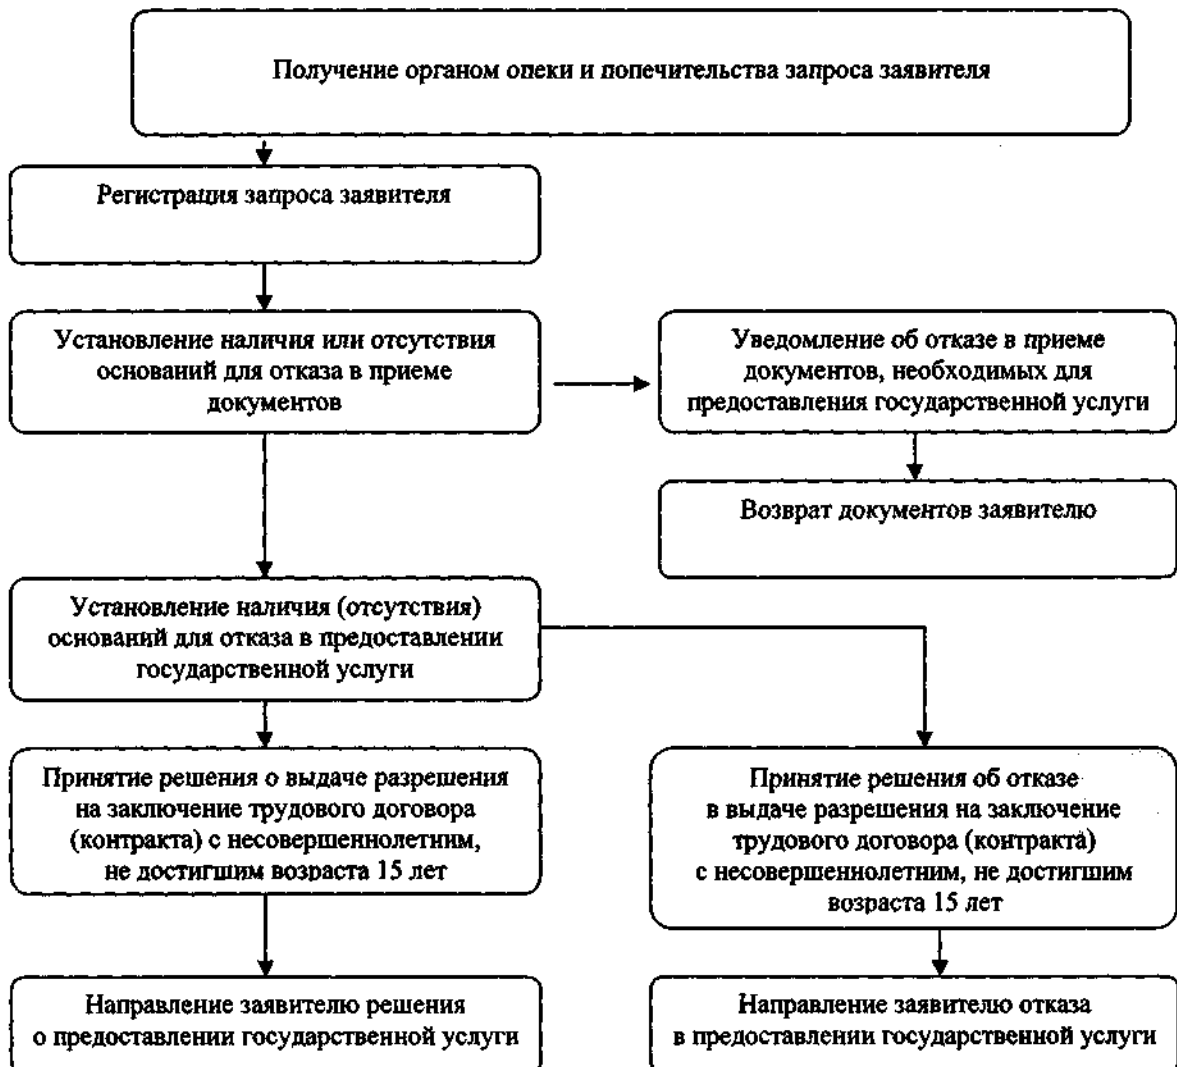 Получение органом опеки и попечительства запроса заявителя
Регистрация запроса заявителя
Установление наличия или отсутствия
оснований для отказа в приеме
документов
Уведомление об отказе в приеме
документов, необходимых для
предоставления государственной услуги
Возврат документов заявителю
Установление наличия (отсутствия)
оснований для отказа в предоставлении
государственной услуги
Принятие решения о выдаче разрешения
на заключение трудового договора
(контракта) с несовершеннолетним,
не достигшим возраста 15 лет
Принятие решения об отказе
в выдаче разрешения на заключение
трудового договора (контракта)
с несовершеннолетним, не достигшим
возраста 15 лет
Направление заявителю решения
о предоставлении государственной услуги
Направление заявителю отказа
в предоставлении государственной услуги